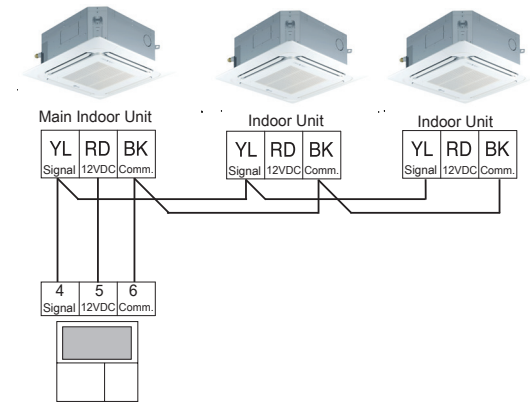 Main Indoor Unit
Indoor Unit
Indoor Unit
YL RD BK
Signal 12VDC Comm.
YL RD BK
Signal 12VDC Comm.
YL RD BK
Signal 12VDC Comm.
4 5 6
Signal 12VDC Comm.